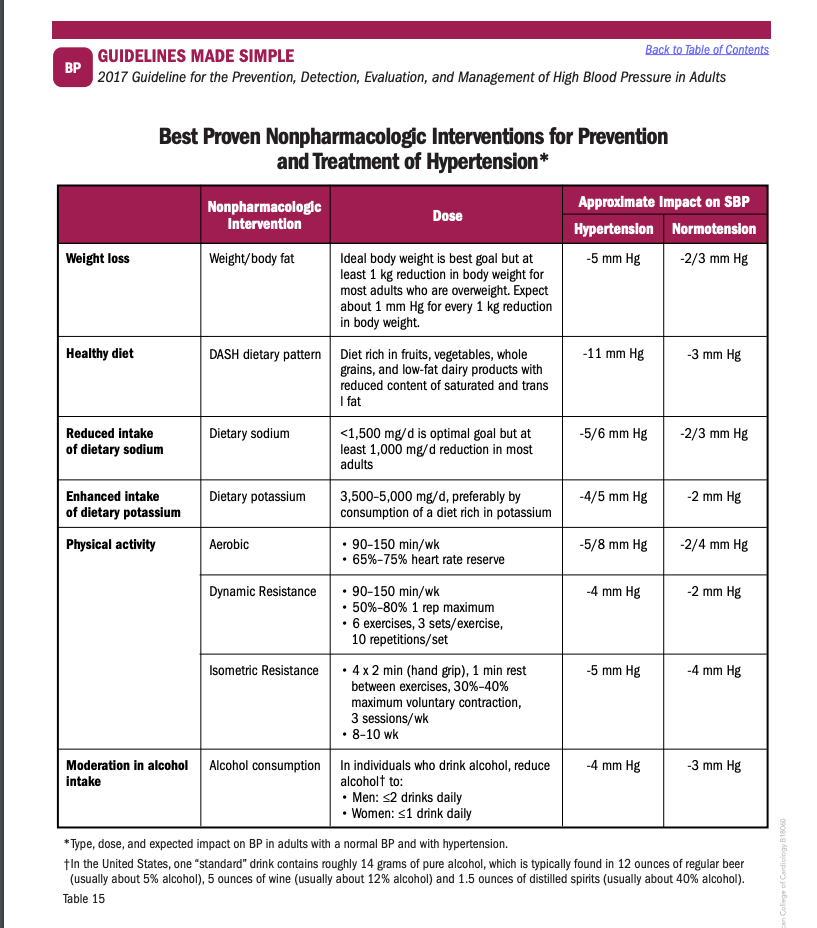 Back to Table of Contents
BP
GUIDELINES MADE SIMPLE
2017 Guideline for the Prevention, Detection, Evaluation, and Management of High Blood Pressure in Adults
Best Proven Nonpharmacologic Interventions for Prevention
and Treatment of Hypertension*
Nonpharmacologic
Intervention
Dose
Approximate Impact on SBP
Hypertension
Normotension
Weight loss
Weight/body fat
Ideal body weight is best goal but at
least 1 kg reduction in body weight for
most adults who are overweight. Expect
about 1 mm Hg for every 1 kg reduction
in body weight.
-5 mm Hg
-2/3 mm Hg
Healthy diet
DASH dietary pattern
Diet rich in fruits, vegetables, whole
grains, and low-fat dairy products with
reduced content of saturated and trans
l fat
-11 mm Hg
-3 mm Hg
Reduced intake
of dietary sodium
Dietary sodium
<1,500 mg/d is optimal goal but at
least 1,000 mg/d reduction in most
adults
-5/6 mm Hg
-2/3 mm Hg
Enhanced intake
of dietary potassium
Dietary potassium
3,500–5,000 mg/d, preferably by
consumption of a diet rich in potassium
-4/5 mm Hg
-2 mm Hg
Physical activity
Aerobic
• 90–150 min/wk
• 65%–75% heart rate reserve
-5/8 mm Hg
-2/4 mm Hg
Dynamic Resistance
• 90–150 min/wk
• 50%–80% 1 rep maximum
• 6 exercises, 3 sets/exercise,
10 repetitions/set
-4 mm Hg
-2 mm Hg
Isometric Resistance
• 4 x 2 min (hand grip), 1 min rest
between exercises, 30%–40%
maximum voluntary contraction,
3 sessions/wk
• 8–10 wk
-5 mm Hg
-4 mm Hg
Moderation in alcohol
intake
Alcohol consumption
In individuals who drink alcohol, reduce
alcohol† to:
• Men: ≤2 drinks daily
• Women: ≤1 drink daily
-4 mm Hg
-3 mm Hg
*Type, dose, and expected impact on BP in adults with a normal BP and with hypertension.
†In the United States, one “standard” drink contains roughly 14 grams of pure alcohol, which is typically found in 12 ounces of regular beer
(usually about 5% alcohol), 5 ounces of wine (usually about 12% alcohol) and 1.5 ounces of distilled spirits (usually about 40% alcohol).
Table 15
College of Cardiology B18060